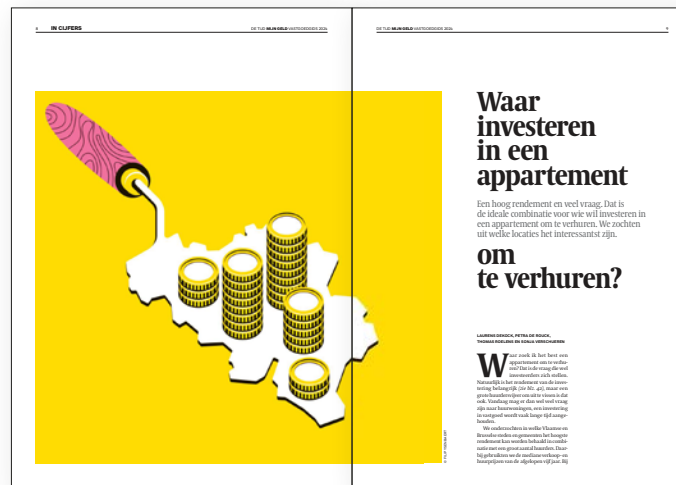 8 IN CIJFERS
DE TIJD MIJN GELD VASTGOEDGIDS 2024
DE TIJD MIJN GELD VASTGOEDGIDS 2024
9
Waar
investeren
in een
appartement
Een hoog rendement en veel vraag. Dat is
de ideale combinatie voor wie wil investeren in
een appartement om te verhuren. We zochten
uit welke locaties het interessantst zijn.
om
te verhuren?
LAURENS DEKOCK, PETRA DE ROUCK,
THOMAS ROELENS EN SONJA VERSCHUEREN
Waar zoek ik het best een
appartement om te verhu-
ren? Dat is de vraag die veel
investeerders zich stellen.
Natuurlijk is het rendement van de inves-
tering belangrijk (zie blz. 42), maar een
grote huurdersvijver om uit te vissen is dat
ook. Vandaag mag er dan wel veel vraag
zijn naar huurwoningen, een investering
in vastgoed wordt vaak lange tijd aange-
houden.
We onderzochten in welke Vlaamse en
Brusselse steden en gemeenten het hoogste
rendement kan worden behaald in combi-
natie met een groot aantal huurders. Daar-
bij gebruikten we de mediane verkoop- en
huurprijzen van de afgelopen vijf jaar. Bij